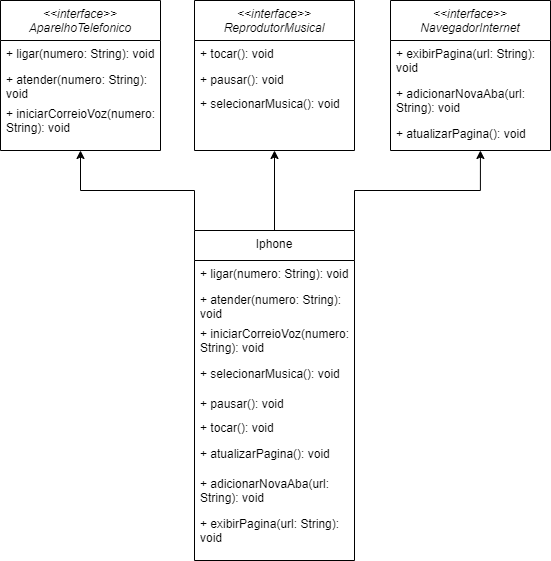 <<interface>>
AparelhoTelefonico
+ ligar(numero: String): void
+ atender(numero: String):
void
+ iniciarCorreioVoz(numero:
String): void
<<interface>>
ReprodutorMusical
+ tocar(): void
+ pausar(): void
+ selecionarMusica(): void
<<interface>>
NavegadorInternet
+ exibirPagina(url: String):
void
+ adicionarNovaAba(url:
String): void
+ atualizarPagina(): void
Iphone
+ ligar(numero: String): void
+ atender(numero: String):
void
+ iniciarCorreioVoz(numero:
String): void
+ selecionarMusica(): void
+ pausar(): void
+ tocar(): void
+ atualizarPagina(): void
+ adicionarNovaAba(url:
String): void
+ exibirPagina(url: String):
void